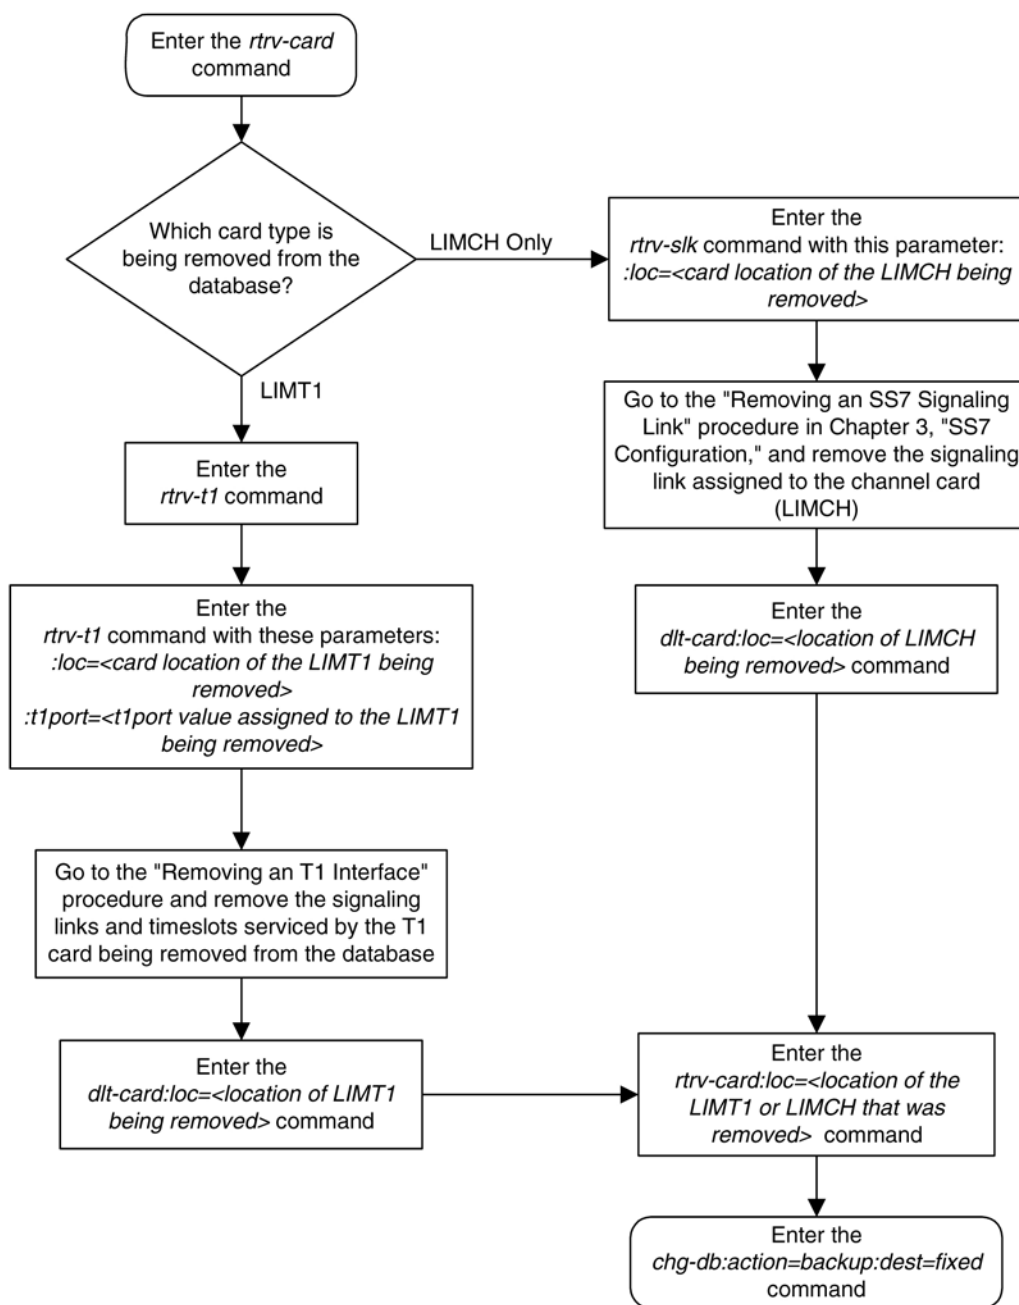 Enter the rtrv-card
command
Which card type is
being removed from the
database?
LIMCH Only
LIMT1
Enter the
rtrv-slk command with this parameter:
:loc=<card location of the LIMCH being
removed>
Go to the "Removing an SS7 Signaling
Link" procedure in Chapter 3, "SS7
Configuration," and remove the signaling
link assigned to the channel card
(LIMCH)
Enter the
dlt-card:loc=<location of LIMCH
being removed> command
Enter the
rtrv-t1 command
Enter the
rtrv-t1 command with these parameters:
:loc=<card location of the LIMT1 being
removed>
:t1port=<t1port value assigned to the LIMT1
being removed>
Go to the "Removing an T1 Interface"
procedure and remove the signaling
links and timeslots serviced by the T1
card being removed from the database
Enter the
dlt-card:loc=<location of LIMT1
being removed> command
Enter the
rtrv-card:loc=<location of the
LIMT1 or LIMCH that was
removed> command
Enter the
chg-db:action=backup:dest=fixed
command